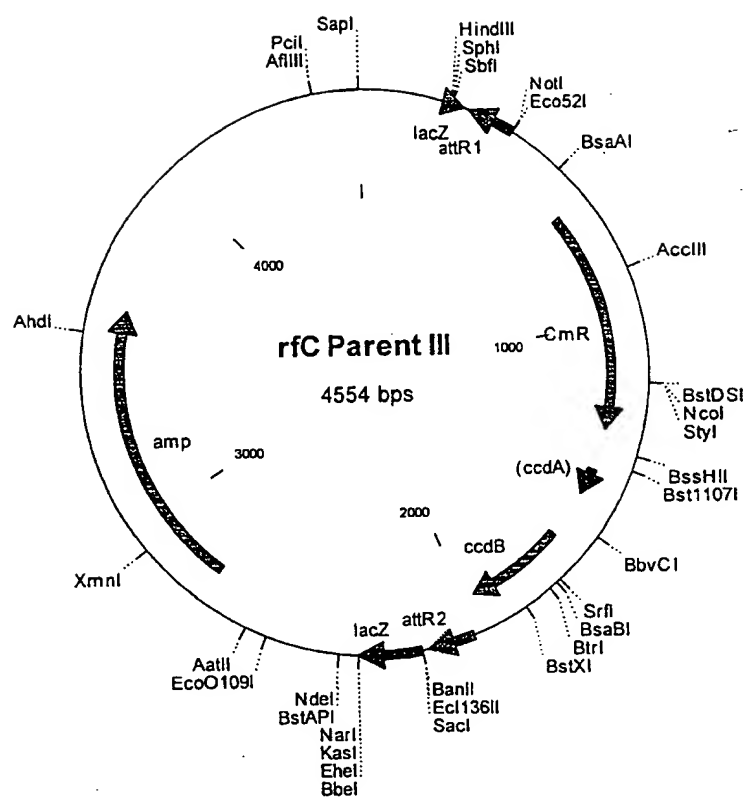 SapI
HindIII
SphI
SbfI
PciI
AflIII
NotI
Eco52I
lacZ
attR1
BsaAI
4000
AccIII
AhdI
rfC Parent III
4554 bps
1000
CmR
BstDSI
NcoI
StyI
amp
3000
(ccdA)
BssHII
Bst1107I
2000
ccdB
BbvCI
XmnI
SrfI
BsaBI
BtrI
BstXI
lacZ
attR2
AatII
EcoO109I
NdeI
BstAPI
BanII
Ecl136II
SacI
NarI
KasI
EheI
BbeI